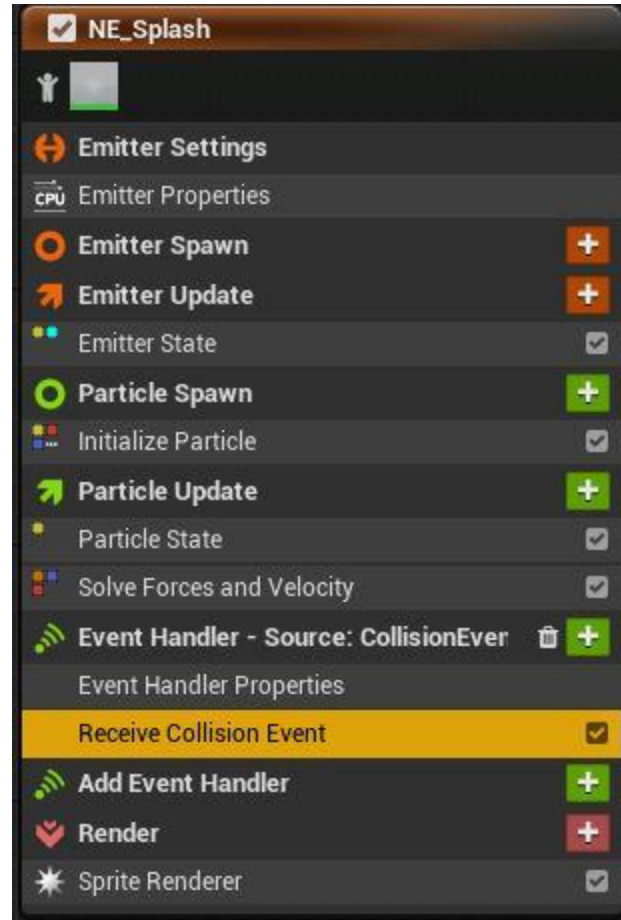 NE_Splash
Emitter Settings
CPU Emitter Properties
Emitter Spawn
Emitter Update
Emitter State
Particle Spawn
Initialize Particle
Particle Update
Particle State
Solve Forces and Velocity
Event Handler - Source: CollisionEver
Event Handler Properties
Receive Collision Event
Add Event Handler
Render
Sprite Renderer